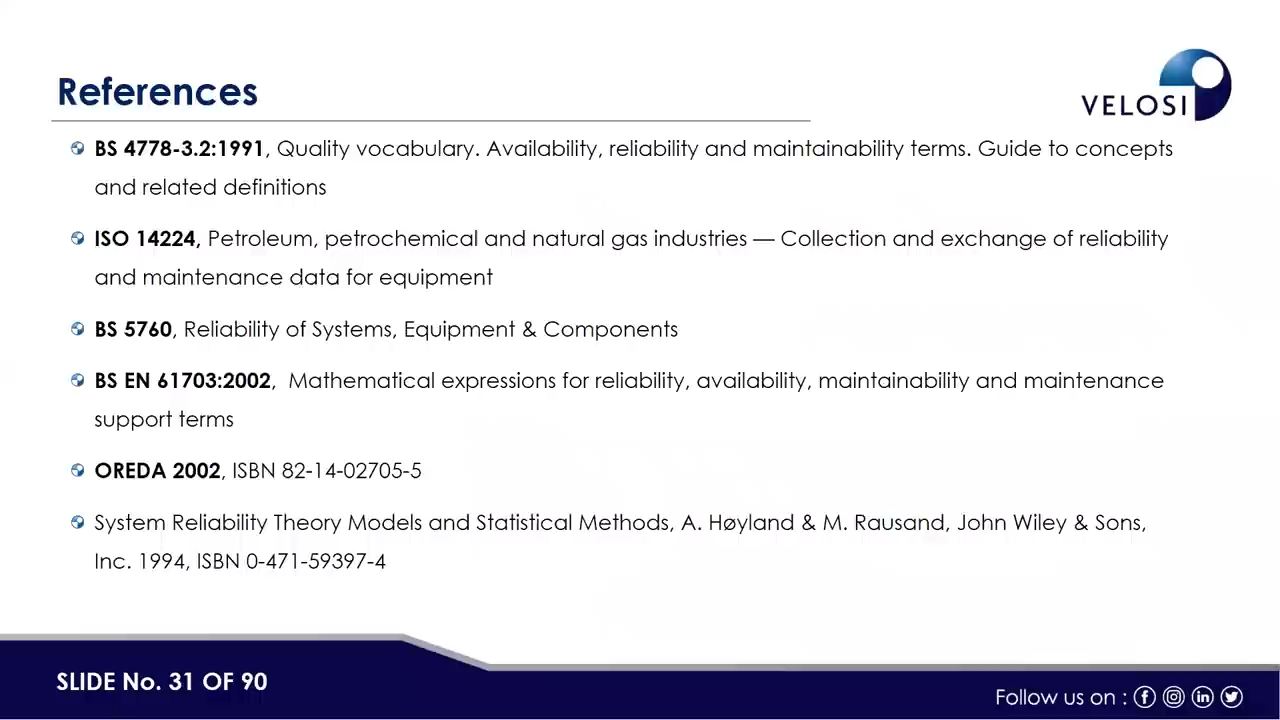 References
VELOSI
BS 4778-3.2:1991, Quality vocabulary. Availability, reliability and maintainability terms. Guide to concepts
and related definitions
ISO 14224, Petroleum, petrochemical and natural gas industries — Collection and exchange of reliability
and maintenance data for equipment
BS 5760, Reliability of Systems, Equipment & Components
BS EN 61703:2002, Mathematical expressions for reliability, availability, maintainability and maintenance
support terms
OREDA 2002, ISBN 82-14-02705-5
System Reliability Theory Models and Statistical Methods, A. Høyland & M. Rausand, John Wiley & Sons,
Inc. 1994, ISBN 0-471-59397-4
SLIDE No. 31 OF 90
Follow us on :